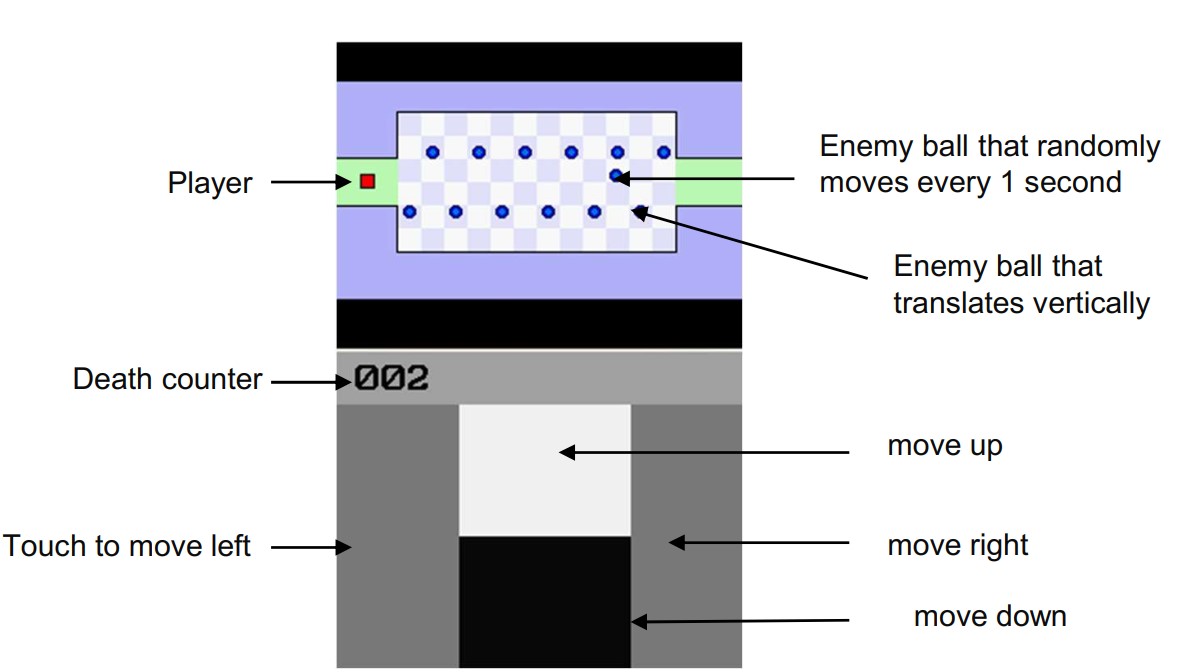 Enemy ball that randomly
moves every 1 second
Player
Enemy ball that
translates vertically
Death counter
002
move up
Touch to move left
move right
move down